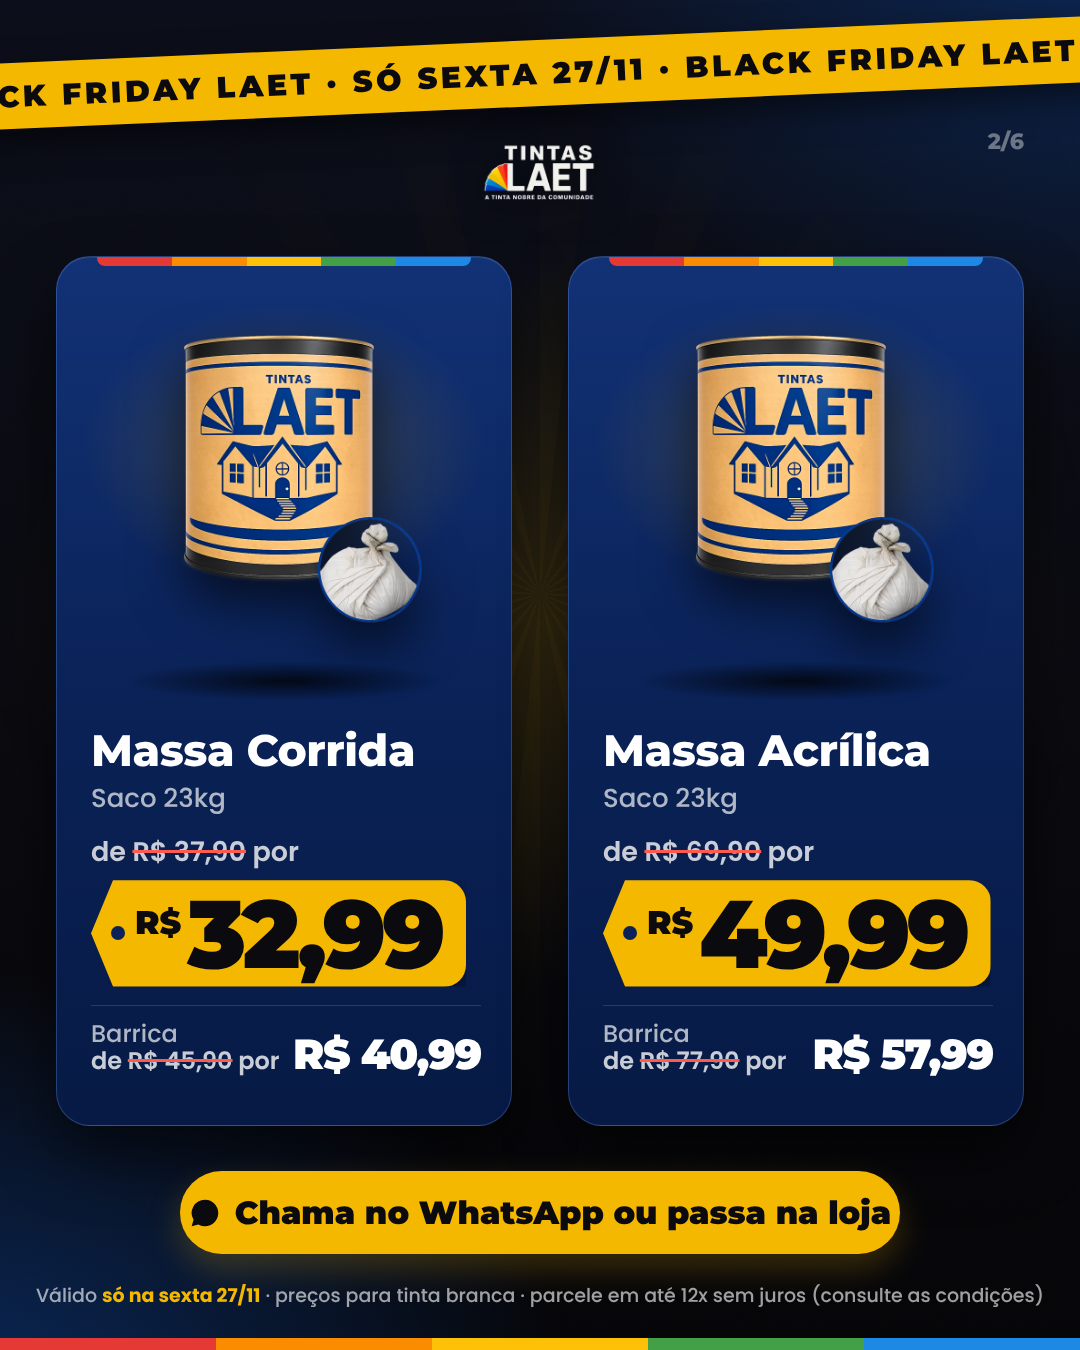 CK FRIDAY LAET · SÓ SEXTA 27/11 · BLACK FRIDAY LAET
2/6
TINTAS
LAET
A TINTA NOBRE DA COMUNIDADE
TINTAS
LAET
Massa Corrida
Saco 23kg
de R$ 37,90 por
R$ 32,99
Barrica
de R$ 45,90 por R$ 40,99
TINTAS
LAET
Massa Acrílica
Saco 23kg
de R$ 69,90 por
R$ 49,99
Barrica
de R$ 77,90 por R$ 57,99
Chama no WhatsApp ou passa na loja
Válido só na sexta 27/11 · preços para tinta branca · parcele em até 12x sem juros (consulte as condições)